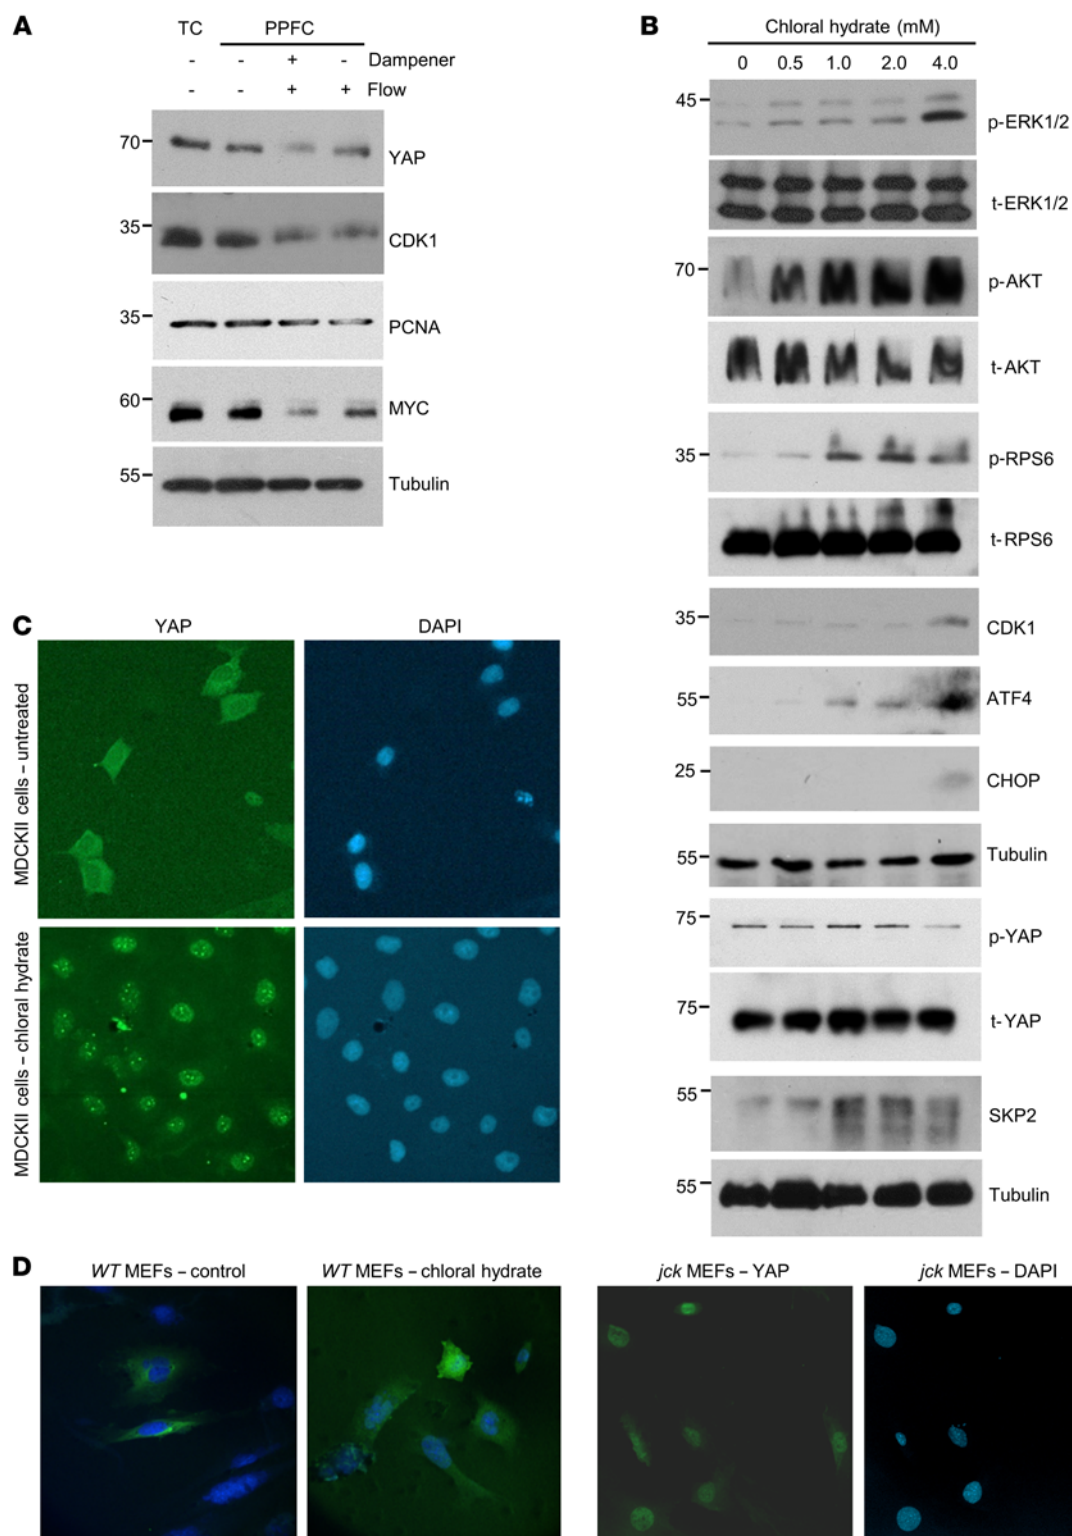 A
TC PPFC
- - + - Dampener
- - + + Flow
70 YAP
35 CDK1
35 PCNA
60 MYC
55 Tubulin
B
Chloral hydrate (mM)
0 0.5 1.0 2.0 4.0
45 p-ERK1/2
t-ERK1/2
70 p-AKT
t-AKT
35 p-RPS6
t-RPS6
35 CDK1
55 ATF4
25 CHOP
55 Tubulin
75 p-YAP
75 t-YAP
55 SKP2
55 Tubulin
C
YAP DAPI
MDCKII cells – untreated
MDCKII cells – chloral hydrate
D
WT MEFs – control WT MEFs – chloral hydrate jck MEFs – YAP jck MEFs – DAPI